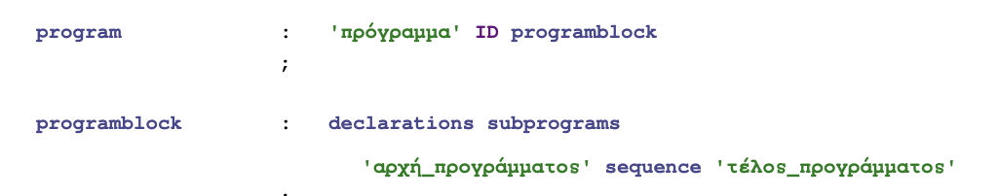 program : 'πρόγραμμα' ID programblock
;
programblock : declarations subprograms
'αρχή_προγράμματος' sequence 'τέλος_προγράμματος'